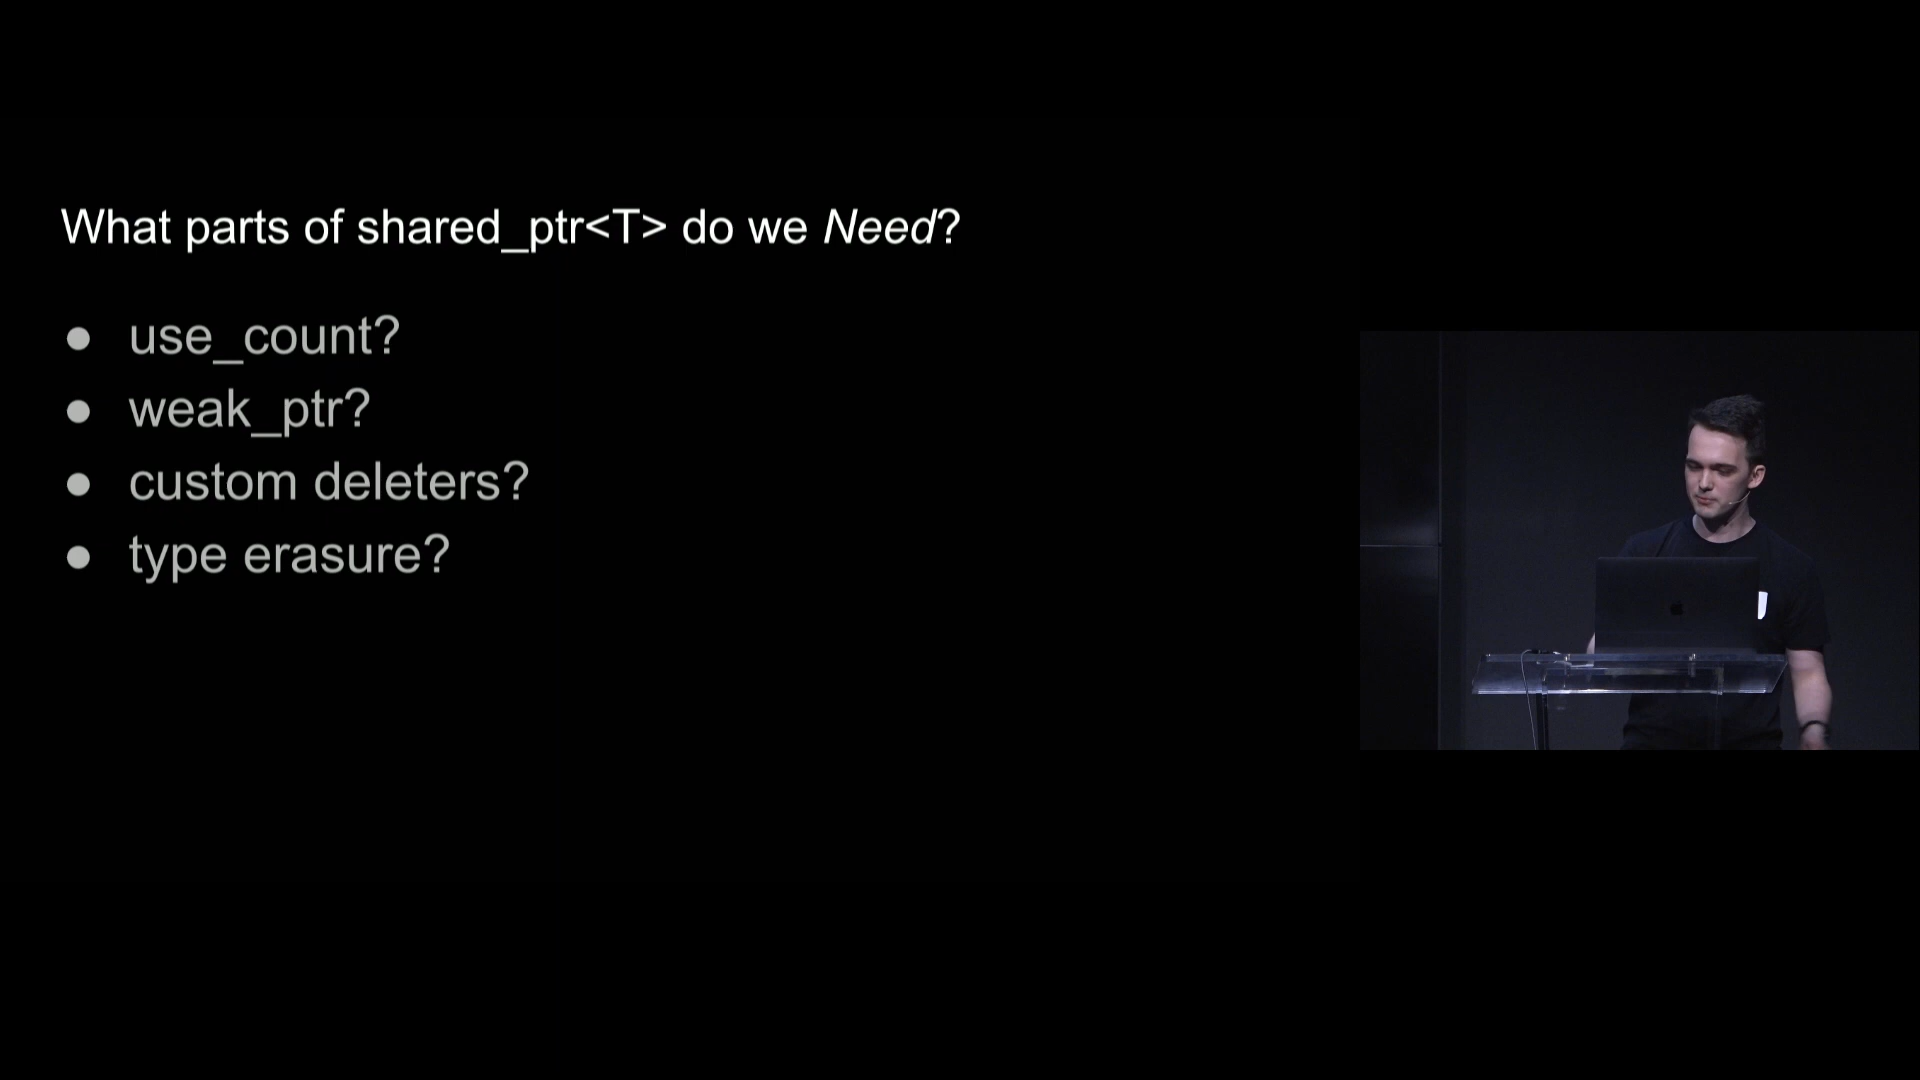 What parts of shared_ptr<T> do we Need?
● use_count?
● weak_ptr?
● custom deleters?
● type erasure?